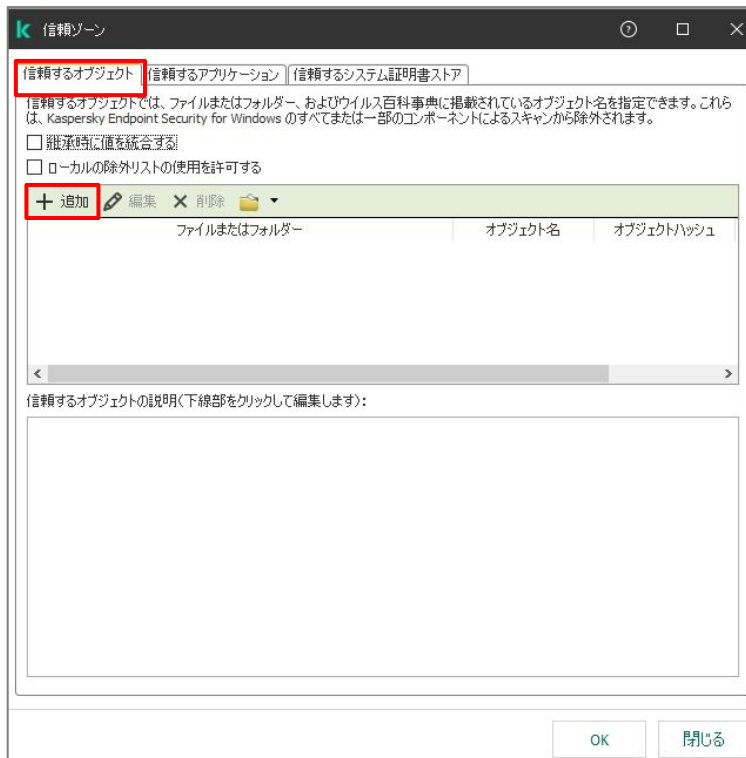 信頼ゾーン
信頼するオブジェクト 信頼するアプリケーション 信頼するシステム証明書ストア
信頼するオブジェクトでは、ファイルまたはフォルダー、およびウイルス百科事典に掲載されているオブジェクト名を指定できます。これら
は、Kaspersky Endpoint Security for Windows のすべてまたは一部のコンポーネントによるスキャンから除外されます。
継承時に値を統合する
ローカルの除外リストの使用を許可する
追加 編集 削除
ファイルまたはフォルダー オブジェクト名 オブジェクトハッシュ
信頼するオブジェクトの説明(下線部をクリックして編集します):
OK 閉じる